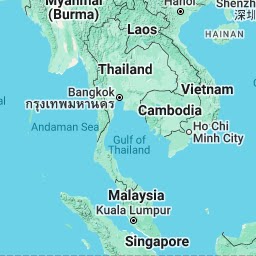 Myanmar
(Burma)
Hanoi
Shenzhen
深圳
Laos
HAINAN
Thailand
Bangkok
กรุงเทพมหานคร
Vietnam
Cambodia
Andaman Sea
Ho Chi
Minh City
Gulf of
Thailand
Malaysia
Kuala Lumpur
Singapore